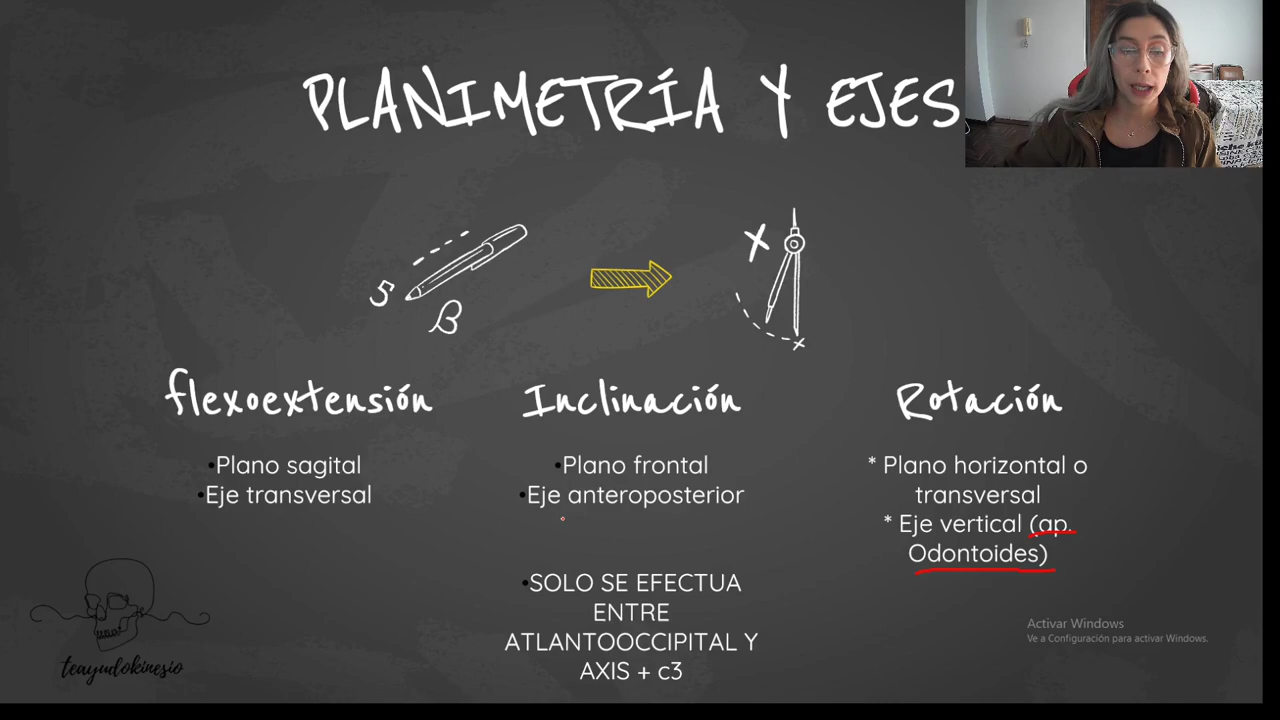 PLANIMETRÍA Y EJES
5
β
X
x
flexoextensión
•Plano sagital
•Eje transversal
Inclinación
•Plano frontal
•Eje anteroposterior
•SOLO SE EFECTUA
ENTRE
ATLANTOOCCIPITAL Y
AXIS + c3
Rotación
* Plano horizontal o
transversal
* Eje vertical (ap.
Odontoides)
teayudokinesio
Activar Windows
Ve a Configuración para activar Windows.